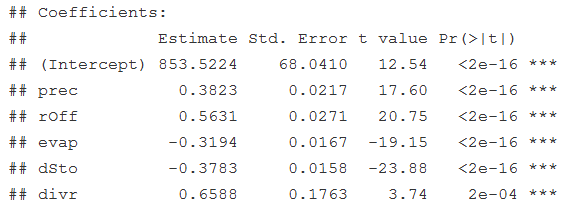 ## Coefficients:
##             Estimate Std. Error t value Pr(>|t|)
## (Intercept) 853.5224    68.0410   12.54   <2e-16 ***
## prec          0.3823     0.0217   17.60   <2e-16 ***
## rOff          0.5631     0.0271   20.75   <2e-16 ***
## evap         -0.3194     0.0167  -19.15   <2e-16 ***
## dSto         -0.3783     0.0158  -23.88   <2e-16 ***
## divr          0.6588     0.1763    3.74    2e-04 ***